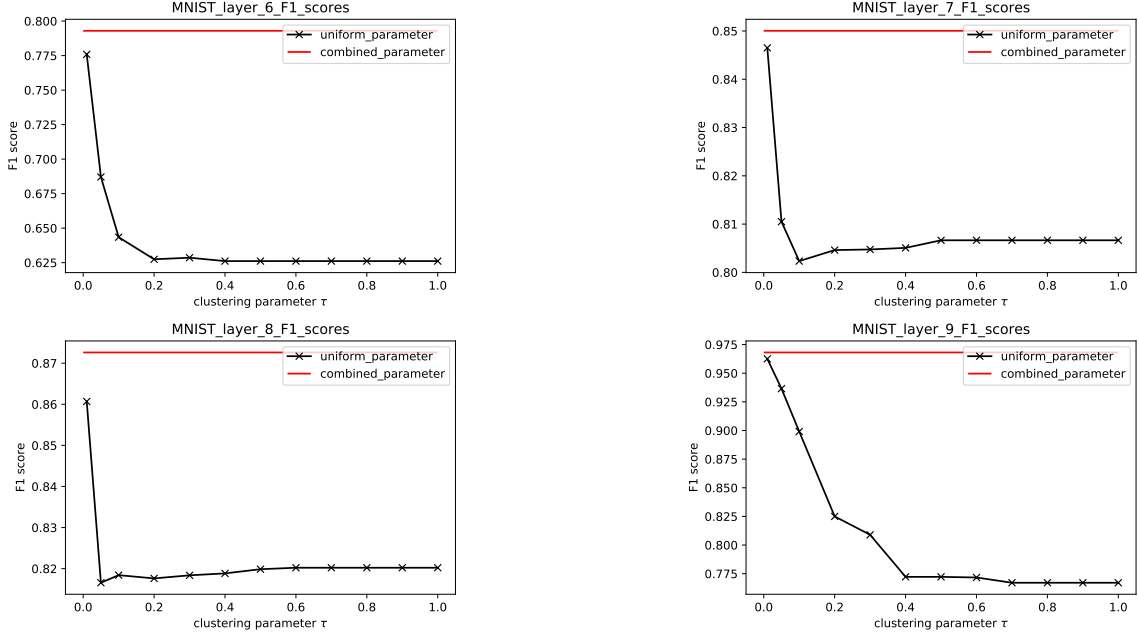 MNIST_layer_6_F1_scores
0.800
0.775
0.750
0.725
0.700
0.675
0.650
0.625
F1 score
0.0 0.2 0.4 0.6 0.8 1.0
clustering parameter τ
uniform_parameter
combined_parameter
MNIST_layer_7_F1_scores
0.85
0.84
0.83
0.82
0.81
0.80
F1 score
0.0 0.2 0.4 0.6 0.8 1.0
clustering parameter τ
uniform_parameter
combined_parameter
MNIST_layer_8_F1_scores
0.87
0.86
0.85
0.84
0.83
0.82
F1 score
0.0 0.2 0.4 0.6 0.8 1.0
clustering parameter τ
uniform_parameter
combined_parameter
MNIST_layer_9_F1_scores
0.975
0.950
0.925
0.900
0.875
0.850
0.825
0.800
0.775
F1 score
0.0 0.2 0.4 0.6 0.8 1.0
clustering parameter τ
uniform_parameter
combined_parameter